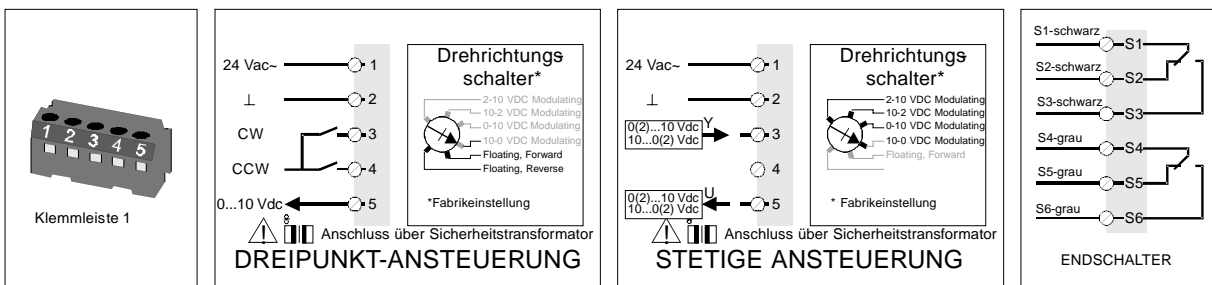 1 2 3 4 5
Klemmleiste 1
24 Vac~
1
⊥
2
CW
3
CCW
4
0...10 Vdc
5
Drehrichtungs-
schalter*
2-10 VDC Modulating
10-2 VDC Modulating
0-10 VDC Modulating
10-0 VDC Modulating
Floating, Forward
Floating, Reverse
*Fabrikeinstellung
Anschluss über Sicherheitstransformator
DREIPUNKT-ANSTEUERUNG
24 Vac~
1
⊥
2
0(2)...10 Vdc
10...0(2) Vdc
Y
3
4
0(2)...10 Vdc
10...0(2) Vdc
U
5
Drehrichtungs-
schalter*
2-10 VDC Modulating
10-2 VDC Modulating
0-10 VDC Modulating
10-0 VDC Modulating
Floating, Forward
* Fabrikeinstellung
Anschluss über Sicherheitstransformator
STETIGE ANSTEUERUNG
S1-schwarz
S1
S2-schwarz
S2
S3-schwarz
S3
S4-grau
S4
S5-grau
S5
S6-grau
S6
ENDSCHALTER